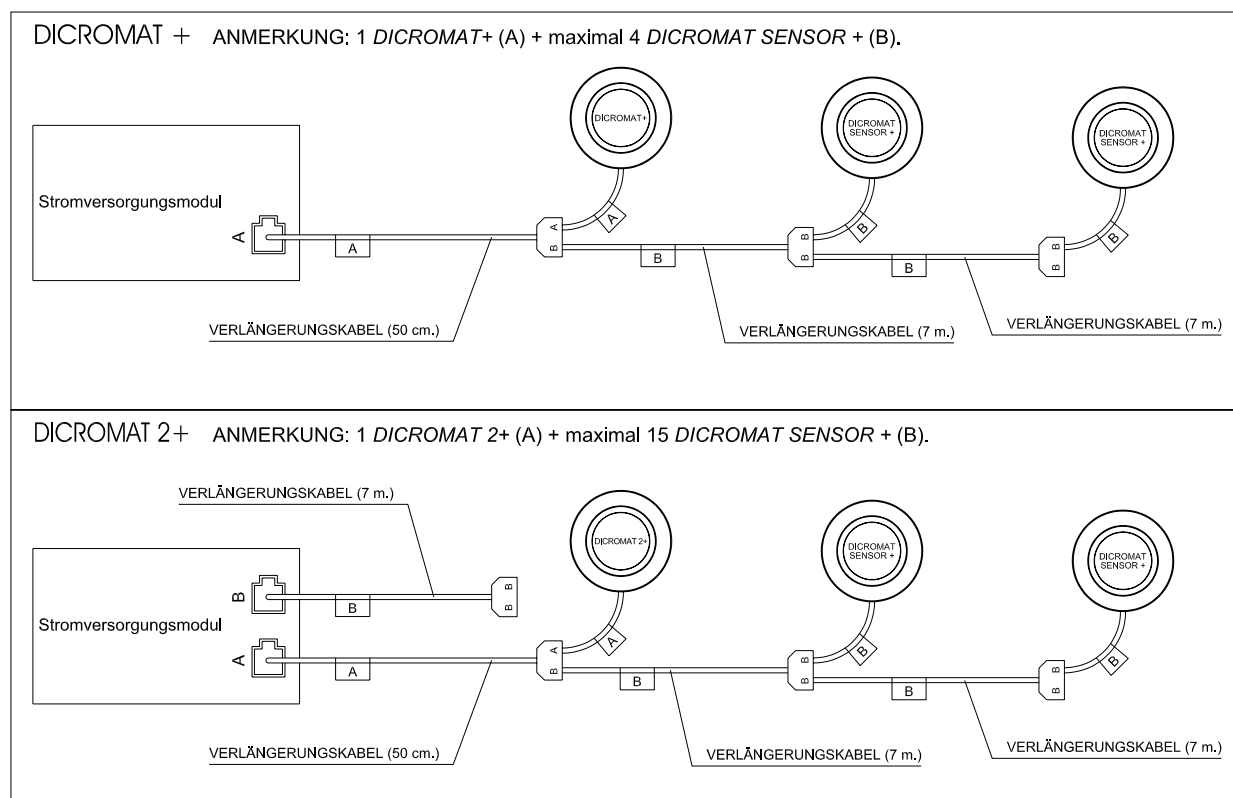 DICROMAT + ANMERKUNG: 1 DICROMAT+ (A) + maximal 4 DICROMAT SENSOR + (B).
DICROMAT+
DICROMAT
SENSOR +
DICROMAT
SENSOR +
Stromversorgungsmodul
A
A
A
B
A
B
B
B
B
B
B
B
B
VERLÄNGERUNGSKABEL (50 cm.)
VERLÄNGERUNGSKABEL (7 m.)
VERLÄNGERUNGSKABEL (7 m.)
DICROMAT 2+ ANMERKUNG: 1 DICROMAT 2+ (A) + maximal 15 DICROMAT SENSOR + (B).
VERLÄNGERUNGSKABEL (7 m.)
DICROMAT 2+
DICROMAT
SENSOR +
DICROMAT
SENSOR +
B
B
B
B
Stromversorgungsmodul
A
A
A
B
A
B
B
B
B
B
B
B
B
VERLÄNGERUNGSKABEL (50 cm.)
VERLÄNGERUNGSKABEL (7 m.)
VERLÄNGERUNGSKABEL (7 m.)